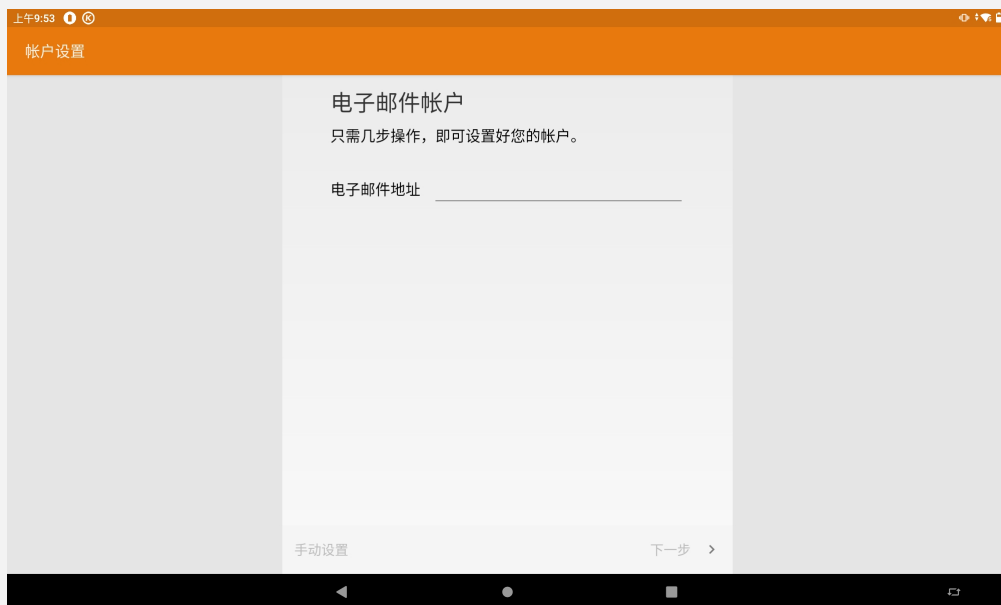 上午9:53
帐户设置
电子邮件帐户
只需几步操作，即可设置好您的帐户。
电子邮件地址
手动设置 下一步